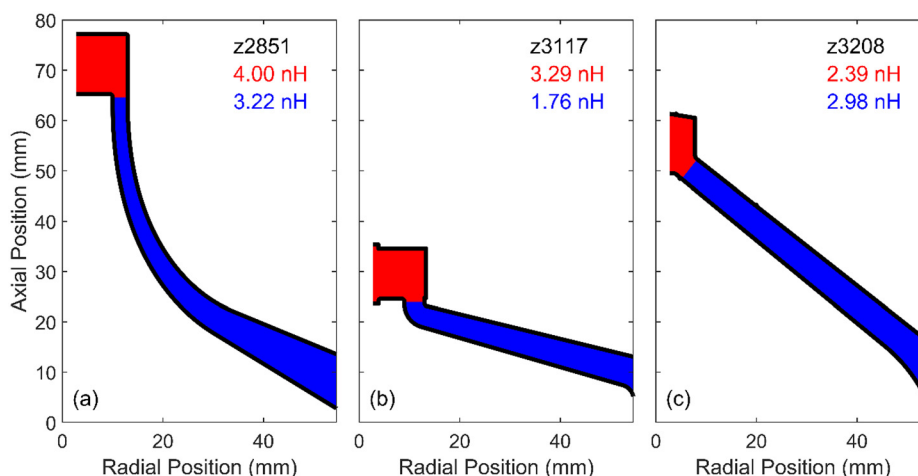 80
70
60
50
40
30
20
10
0
Axial Position (mm)
z2851
4.00 nH
3.22 nH
(a)
0 20 40
Radial Position (mm)
z3117
3.29 nH
1.76 nH
(b)
0 20 40
Radial Position (mm)
z3208
2.39 nH
2.98 nH
(c)
0 20 40
Radial Position (mm)